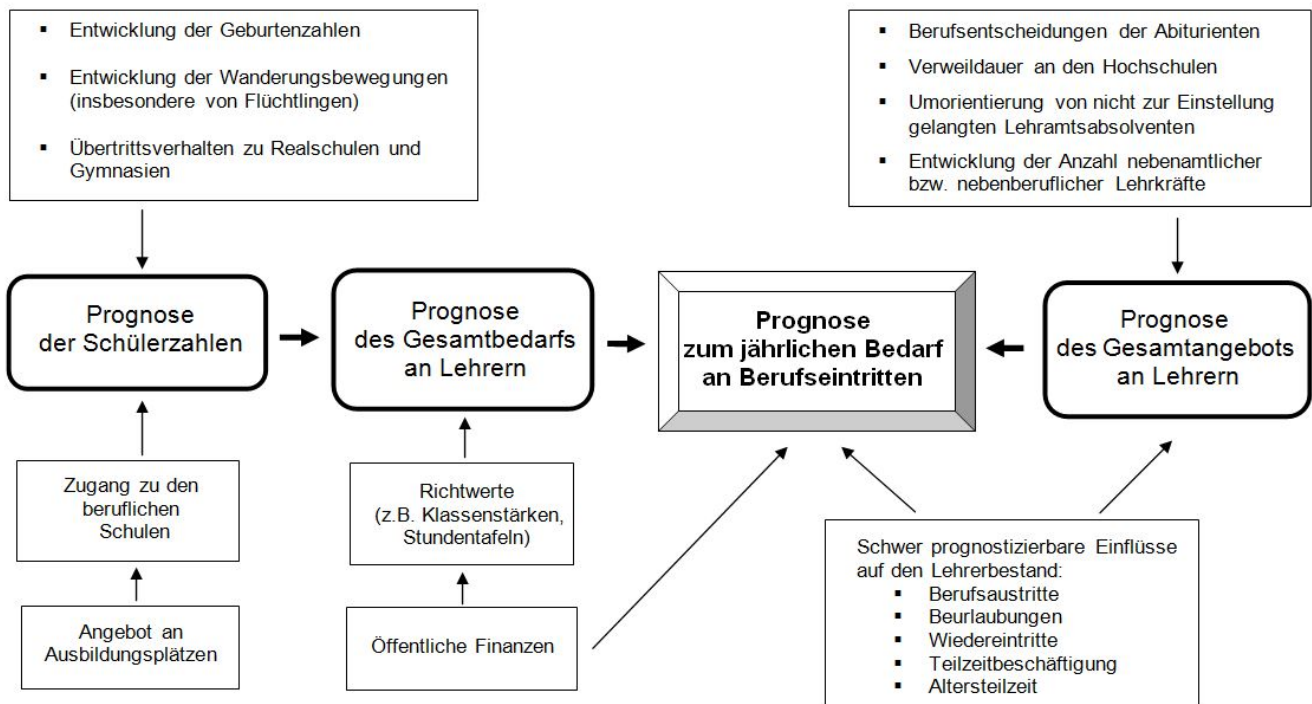 ▪ Entwicklung der Geburtenzahlen
▪ Entwicklung der Wanderungsbewegungen
(insbesondere von Flüchtlingen)
▪ Übertrittsverhalten zu Realschulen und
Gymnasien
▪ Berufsentscheidungen der Abiturienten
▪ Verweildauer an den Hochschulen
▪ Umorientierung von nicht zur Einstellung
gelangten Lehramtsabsolventen
▪ Entwicklung der Anzahl nebenamtlicher
bzw. nebenberuflicher Lehrkräfte
Prognose
der Schülerzahlen
Prognose
des Gesamtbedarfs
an Lehrern
Prognose
zum jährlichen Bedarf
an Berufseintritten
Prognose
des Gesamtangebots
an Lehrern
Zugang zu den
beruflichen
Schulen
Richtwerte
(z.B. Klassenstärken,
Stundentafeln)
Angebot an
Ausbildungsplätzen
Öffentliche Finanzen
Schwer prognostizierbare Einflüsse
auf den Lehrerbestand:
▪ Berufsaustritte
▪ Beurlaubungen
▪ Wiedereintritte
▪ Teilzeitbeschäftigung
▪ Altersteilzeit